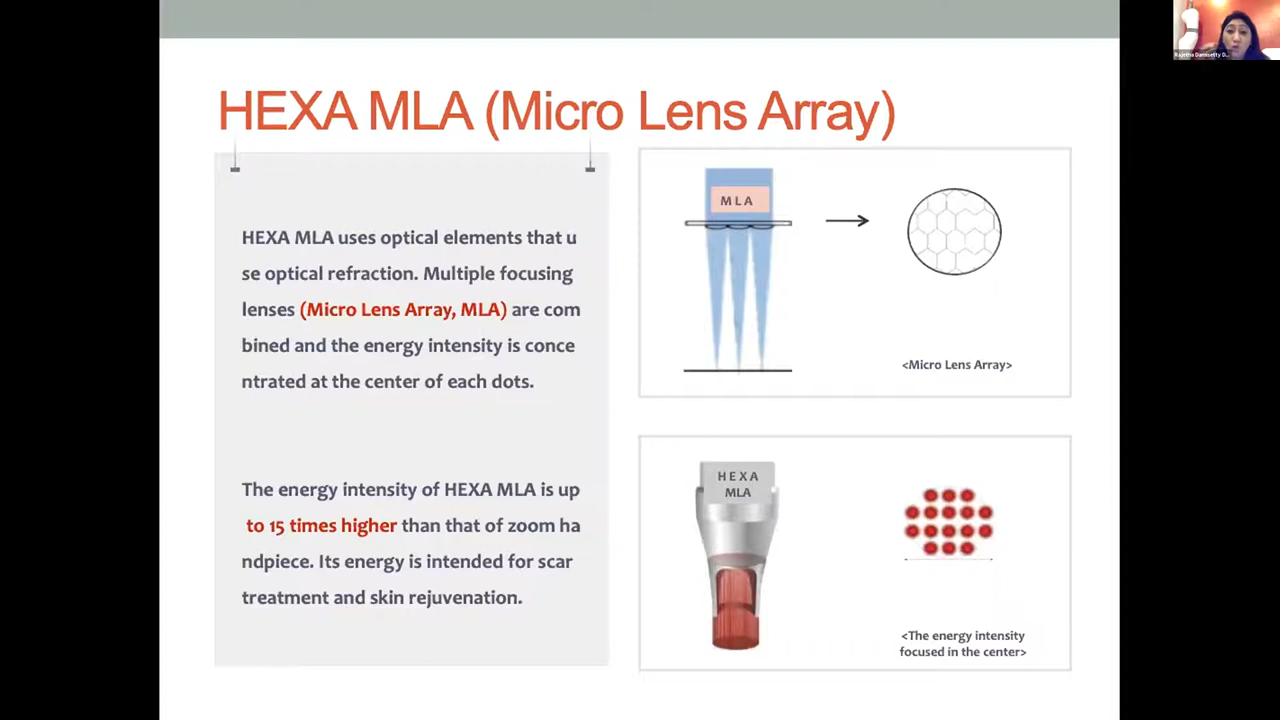 HEXA MLA (Micro Lens Array)
HEXA MLA uses optical elements that u
se optical refraction. Multiple focusing
lenses (Micro Lens Array, MLA) are com
bined and the energy intensity is conce
ntrated at the center of each dots.
The energy intensity of HEXA MLA is up
to 15 times higher than that of zoom ha
ndpiece. Its energy is intended for scar
treatment and skin rejuvenation.
MLA
<Micro Lens Array>
HEXA
MLA
<The energy intensity
focused in the center>